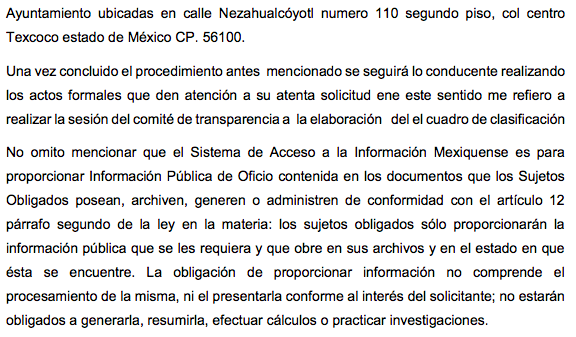 Ayuntamiento ubicadas en calle Nezahualcóyotl numero 110 segundo piso, col centro
Texcoco estado de México CP. 56100.
Una vez concluido el procedimiento antes mencionado se seguirá lo conducente realizando
los actos formales que den atención a su atenta solicitud ene este sentido me refiero a
realizar la sesión del comité de transparencia a la elaboración del el cuadro de clasificación
No omito mencionar que el Sistema de Acceso a la Información Mexiquense es para
proporcionar Información Pública de Oficio contenida en los documentos que los Sujetos
Obligados posean, archiven, generen o administren de conformidad con el artículo 12
párrafo segundo de la ley en la materia: los sujetos obligados sólo proporcionarán la
información pública que se les requiera y que obre en sus archivos y en el estado en que
ésta se encuentre. La obligación de proporcionar información no comprende el
procesamiento de la misma, ni el presentarla conforme al interés del solicitante; no estarán
obligados a generarla, resumirla, efectuar cálculos o practicar investigaciones.